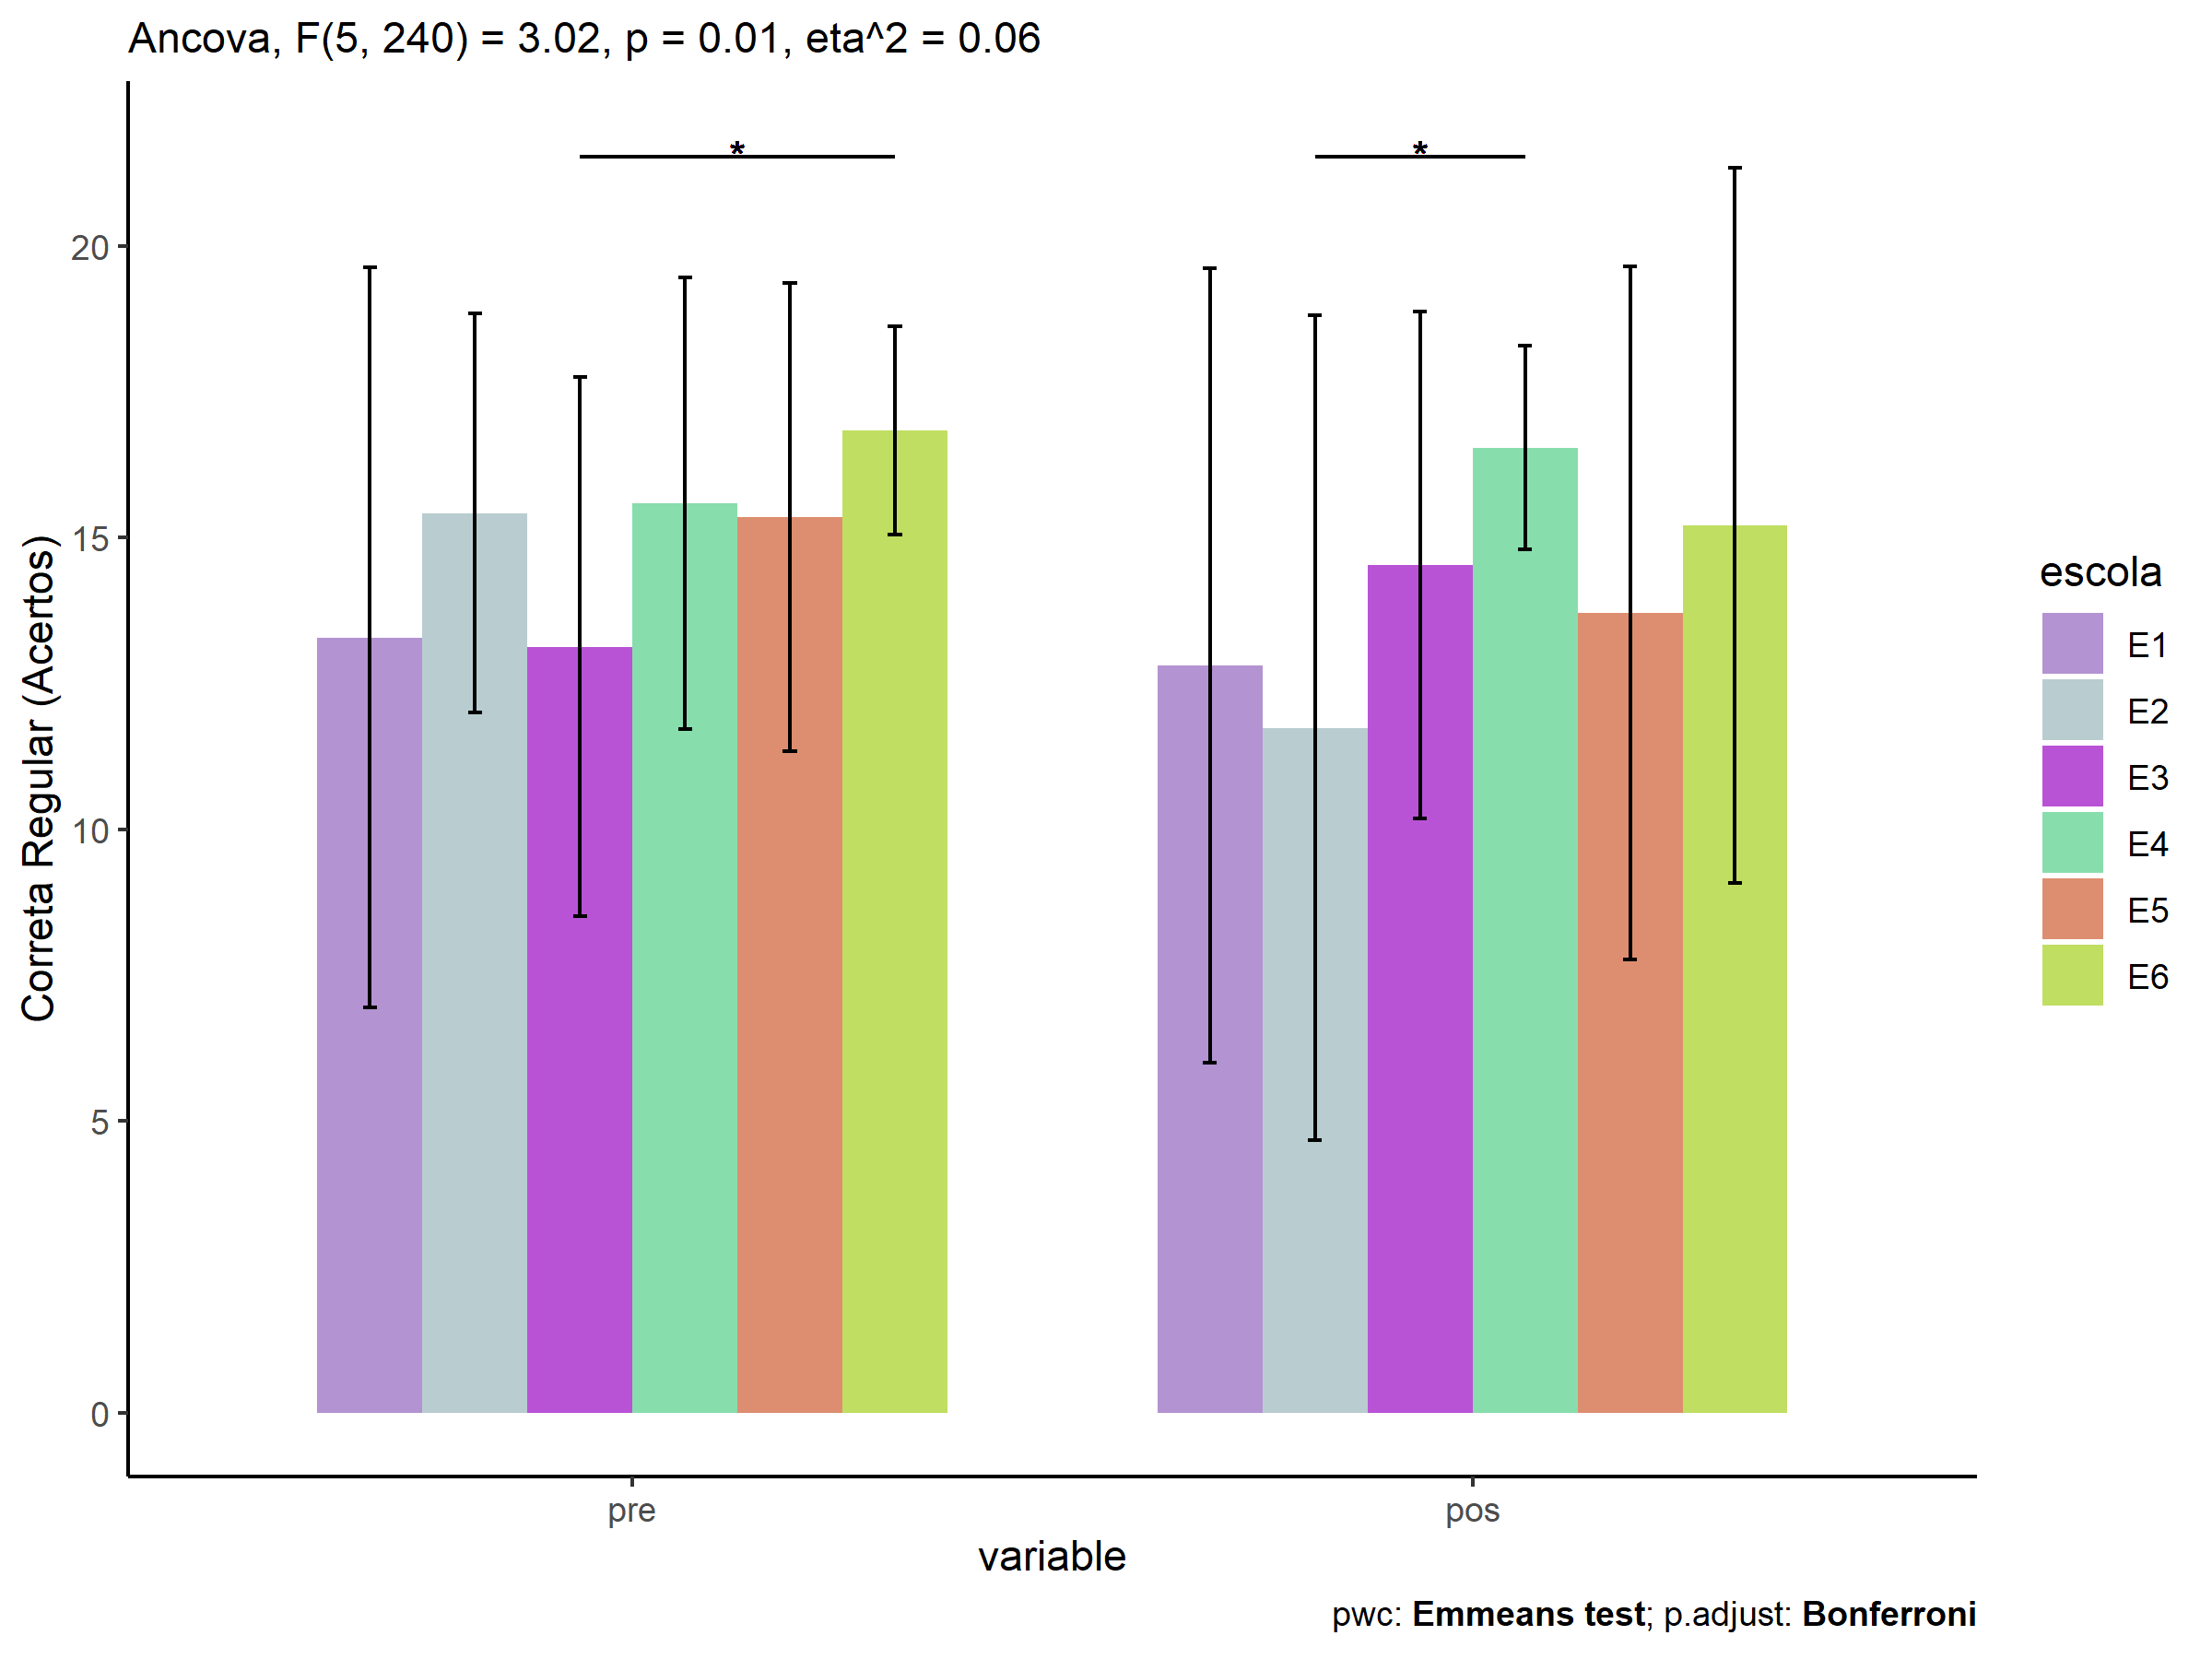 Ancova, F(5, 240) = 3.02, p = 0.01, eta^2 = 0.06
*
*
20
15
10
5
0
Correta Regular (Acertos)
pre
pos
variable
escola
E1
E2
E3
E4
E5
E6
pwc: Emmeans test; p.adjust: Bonferroni